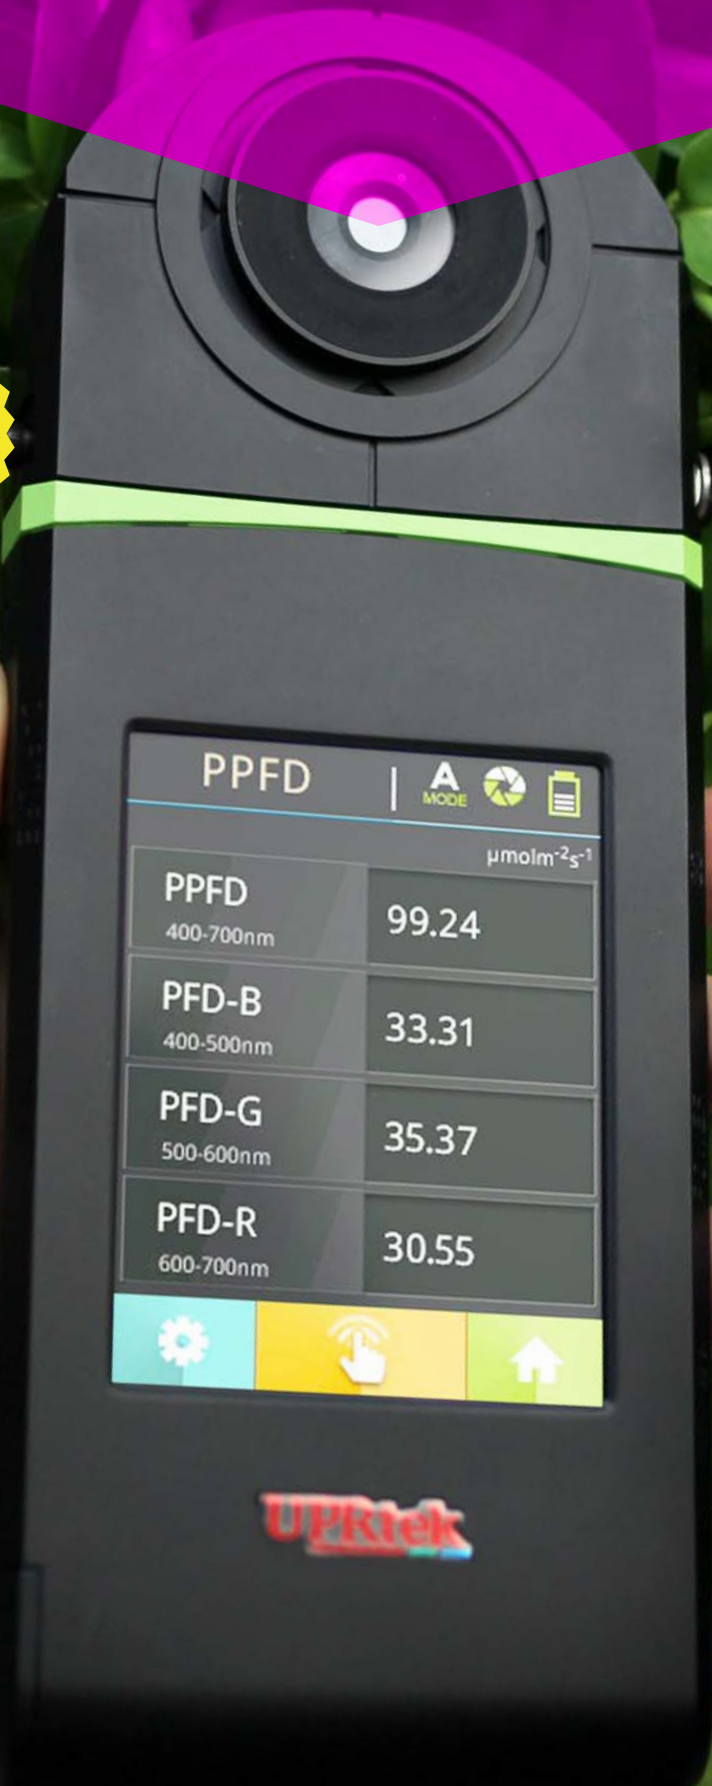 PPFD
A
MODE
µmolm⁻²s⁻¹
PPFD
400-700nm
99.24
PFD-B
400-500nm
33.31
PFD-G
500-600nm
35.37
PFD-R
600-700nm
30.55
UPRtek